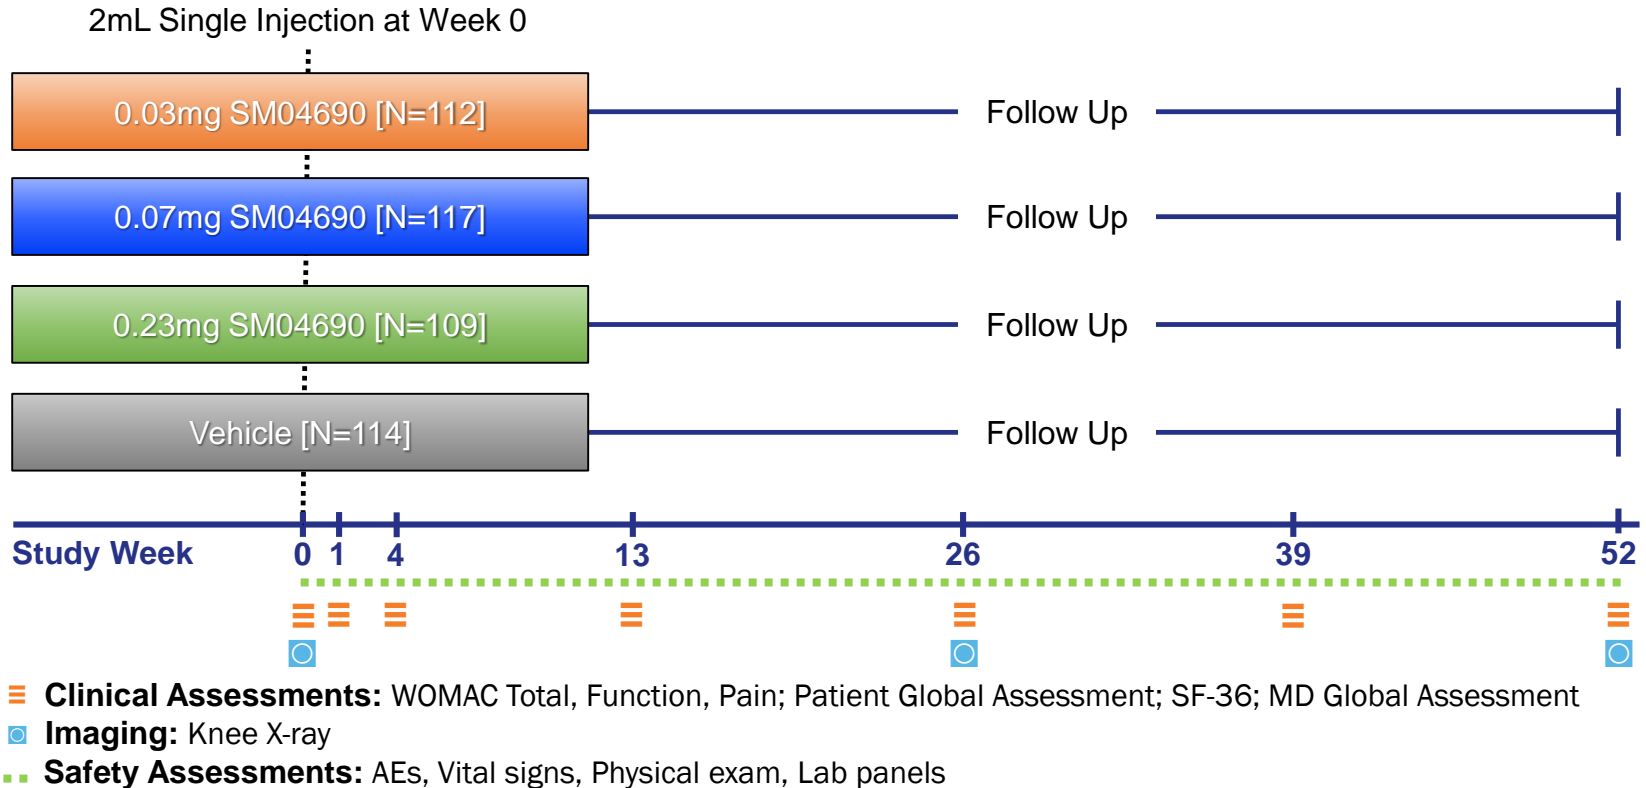 2mL Single Injection at Week 0
0.03mg SM04690 [N=112]
Follow Up
0.07mg SM04690 [N=117]
Follow Up
0.23mg SM04690 [N=109]
Follow Up
Vehicle [N=114]
Follow Up
Study Week 0 1 4 13 26 39 52
Clinical Assessments: WOMAC Total, Function, Pain; Patient Global Assessment; SF-36; MD Global Assessment
Imaging: Knee X-ray
Safety Assessments: AEs, Vital signs, Physical exam, Lab panels